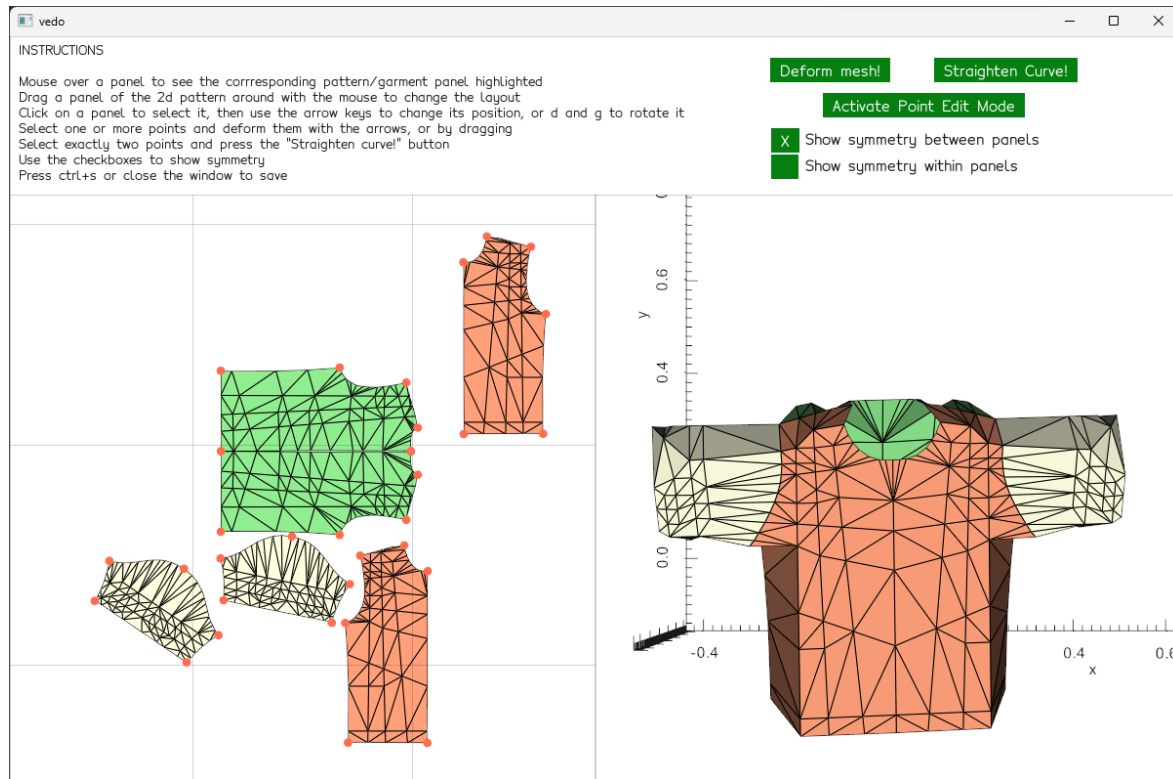 vedo
INSTRUCTIONS
Mouse over a panel to see the corrresponding pattern/garment panel highlighted
Drag a panel of the 2d pattern around with the mouse to change the layout
Click on a panel to select it, then use the arrow keys to change its position, or d and g to rotate it
Select one or more points and deform them with the arrows, or by dragging
Select exactly two points and press the "Straighten curve!" button
Use the checkboxes to show symmetry
Press ctrl+s or close the window to save
Deform mesh!
Straighten Curve!
Activate Point Edit Mode
X Show symmetry between panels
Show symmetry within panels
0.6
y
0.4
0.0
-0.4
0.4
0.6
x